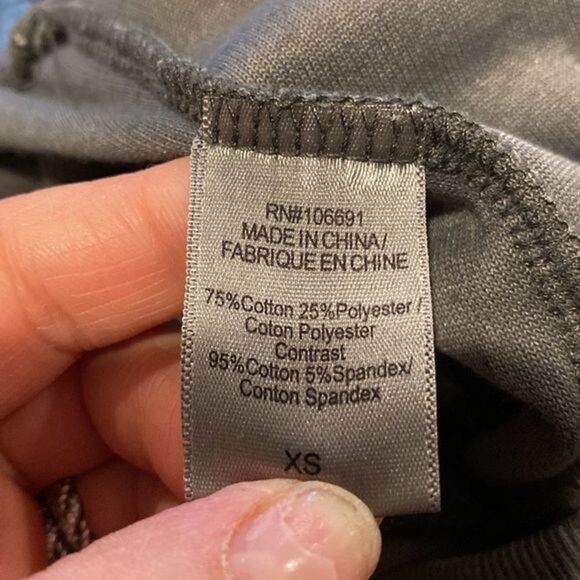 RN#106691
MADE IN CHINA/
FABRIQUE EN CHINE
75%Cotton 25%Polyester /
Coton Polyester
Contrast
95%Cotton 5%Spandex/
Conton Spandex
XS